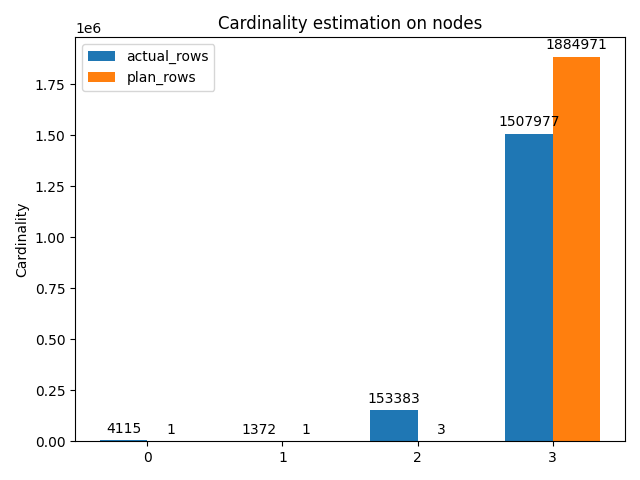 Cardinality estimation on nodes
1e6
actual_rows
plan_rows
Cardinality
1.75
1.50
1.25
1.00
0.75
0.50
0.25
0.00
4115 1
1372 1
153383 3
1507977 1884971
0 1 2 3